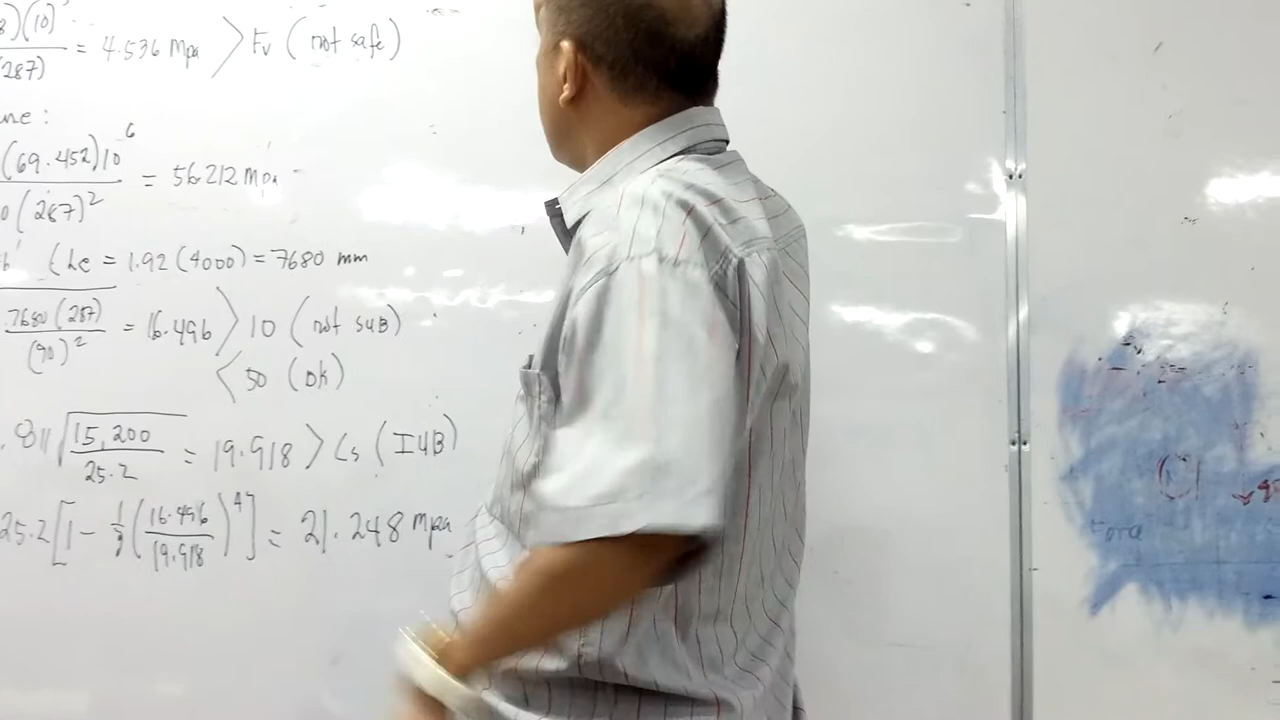 8)(10)
(287) = 4.536 Mpa > Fv (not safe)
ne:
(69.452)10^6
0(287)^2 = 56.212 Mpa
b' (Le = 1.92 (4000) = 7680 mm
7680 (287)
(90)^2 = 16.496 > 10 (not SUB)
< 50 (OK)
.811 √15,200
25.2 = 19.918 > Cs (IUB)
25.2 [1 - 1/3 (16.496/19.918)^4] = 21.248 mpa
Force